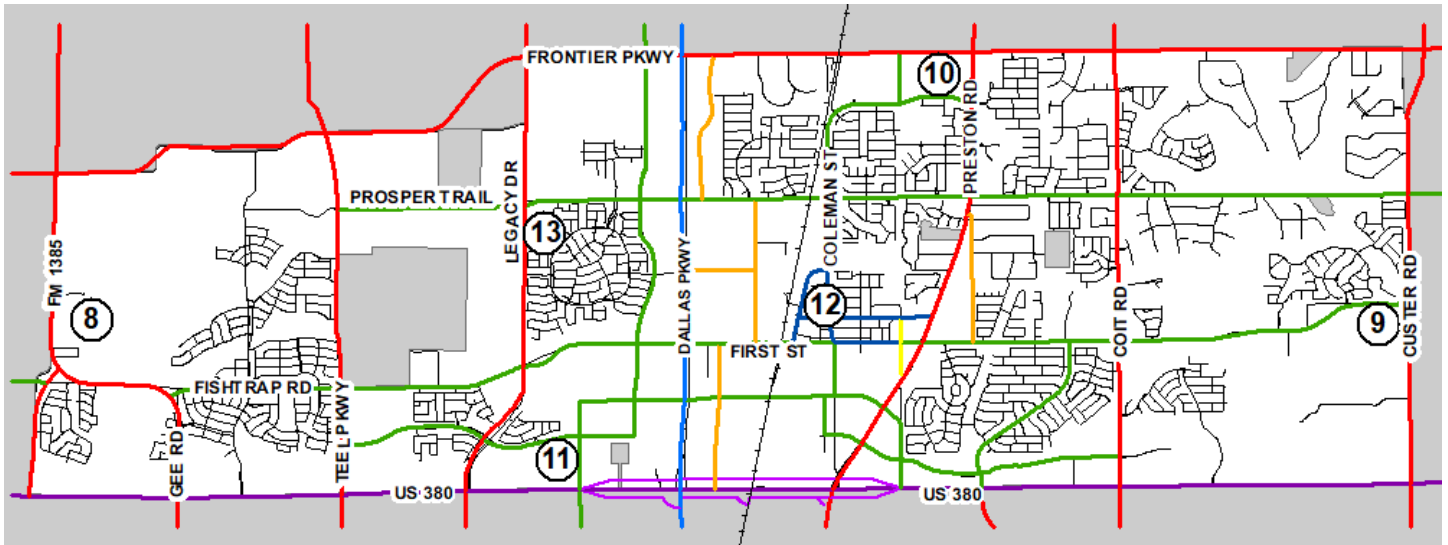 FRONTIER PKWY
10
PRESTON RD
COLEMAN ST
PROSPER TRAIL
LEGACY DR
13
FM 1385
DALLAS PKWY
8
12
9
COIT RD
CUSTER RD
FIRST ST
FISHTRAP RD
TEEL PKWY
GEE RD
11
US 380
US 380